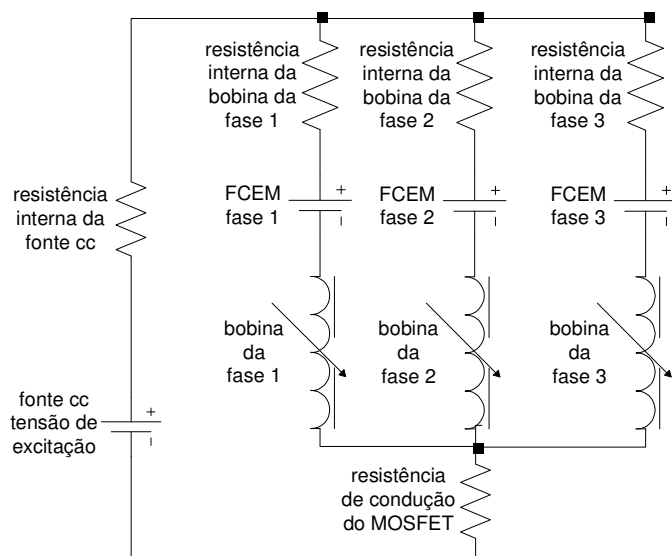 resistência
interna da
bobina da
fase 1
resistência
interna da
bobina da
fase 2
resistência
interna da
bobina da
fase 3
resistência
interna da
fonte cc
FCEM
fase 1
+
-
FCEM
fase 2
+
-
FCEM
fase 3
+
-
bobina
da
fase 1
bobina
da
fase 2
bobina
da
fase 3
fonte cc
tensão de
excitação
+
-
resistência
de condução
do MOSFET